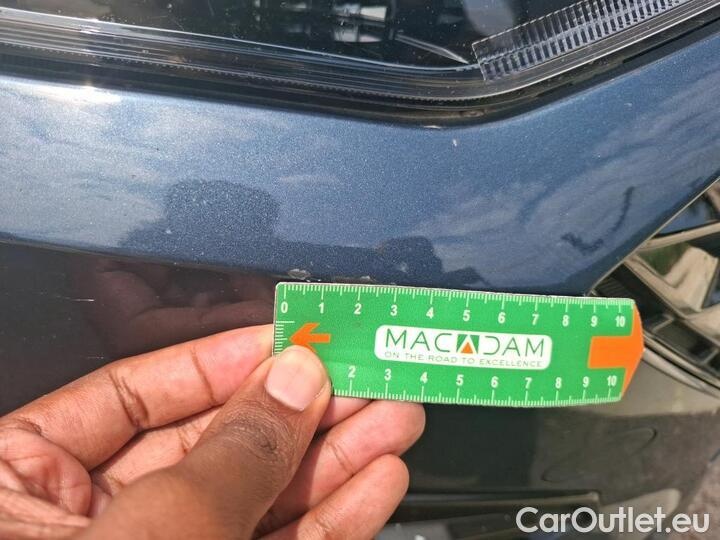 0 1 2 3 4 5 6 7 8 9 10
MACADAM
ON THE ROAD TO EXCELLENCE
2 3 4 5 6 7 8 9 10
CarOutlet.eu